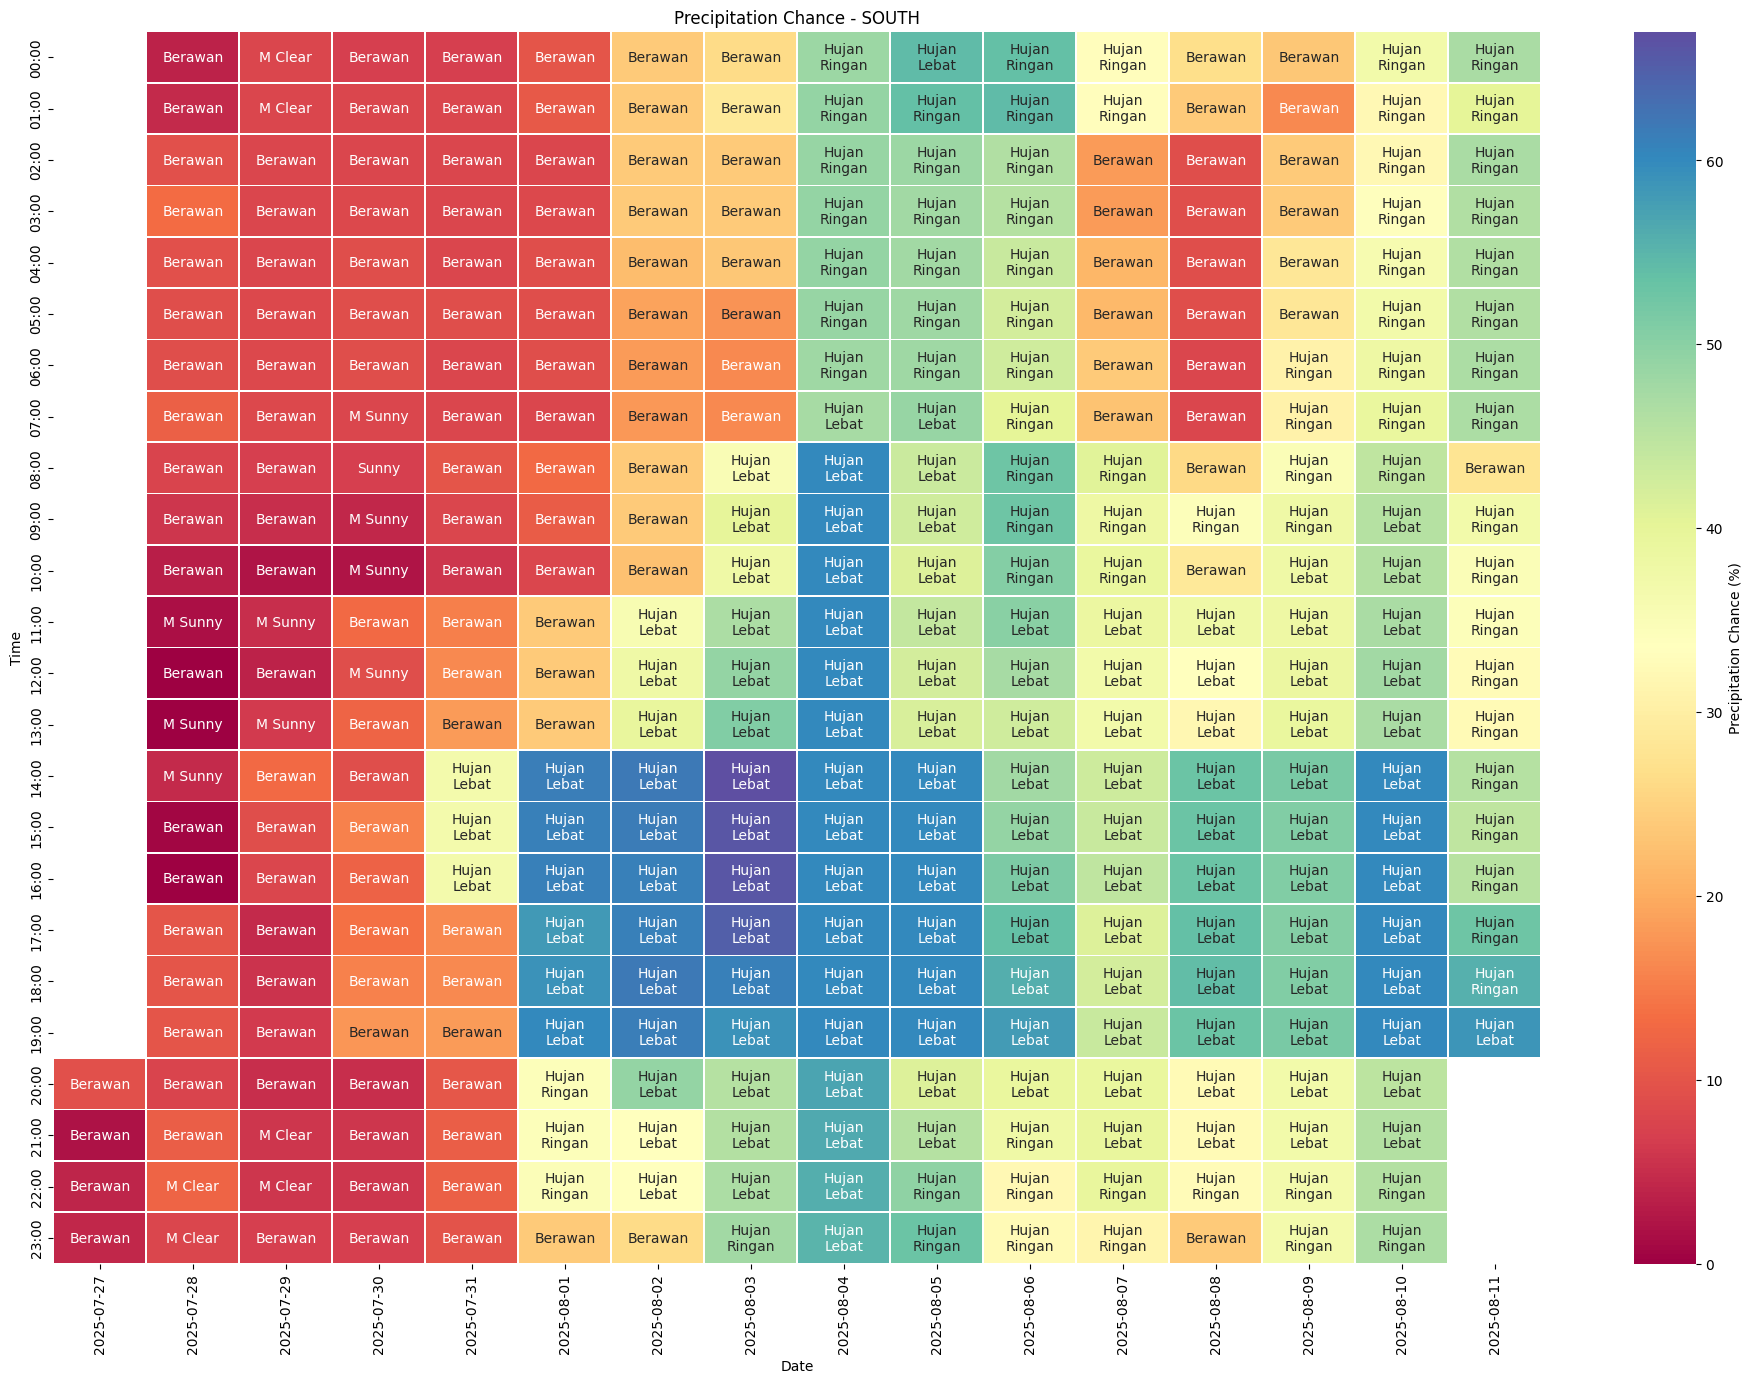 Precipitation Chance - SOUTH
00:00 Berawan M Clear Berawan Berawan Berawan Berawan Berawan Hujan Ringan Hujan Lebat Hujan Ringan Hujan Ringan Berawan Berawan Hujan Ringan Hujan Ringan
01:00 Berawan M Clear Berawan Berawan Berawan Berawan Berawan Hujan Ringan Hujan Ringan Hujan Ringan Hujan Ringan Berawan Berawan Hujan Ringan Hujan Ringan
02:00 Berawan Berawan Berawan Berawan Berawan Berawan Berawan Hujan Ringan Hujan Ringan Hujan Ringan Berawan Berawan Berawan Hujan Ringan Hujan Ringan
03:00 Berawan Berawan Berawan Berawan Berawan Berawan Berawan Hujan Ringan Hujan Ringan Hujan Ringan Berawan Berawan Berawan Hujan Ringan Hujan Ringan
04:00 Berawan Berawan Berawan Berawan Berawan Berawan Berawan Hujan Ringan Hujan Ringan Hujan Ringan Berawan Berawan Berawan Hujan Ringan Hujan Ringan
05:00 Berawan Berawan Berawan Berawan Berawan Berawan Berawan Hujan Ringan Hujan Ringan Hujan Ringan Berawan Berawan Berawan Hujan Ringan Hujan Ringan
06:00 Berawan Berawan Berawan Berawan Berawan Berawan Berawan Hujan Ringan Hujan Ringan Hujan Ringan Berawan Berawan Hujan Ringan Hujan Ringan Hujan Ringan
07:00 Berawan Berawan M Sunny Berawan Berawan Berawan Berawan Hujan Lebat Hujan Lebat Hujan Ringan Berawan Berawan Hujan Ringan Hujan Ringan Hujan Ringan
08:00 Berawan Berawan Sunny Berawan Berawan Berawan Hujan Lebat Hujan Lebat Hujan Lebat Hujan Ringan Hujan Ringan Berawan Hujan Ringan Hujan Ringan Berawan
09:00 Berawan Berawan M Sunny Berawan Berawan Berawan Hujan Lebat Hujan Lebat Hujan Lebat Hujan Ringan Hujan Ringan Hujan Ringan Hujan Ringan Hujan Lebat Hujan Ringan
10:00 Berawan Berawan M Sunny Berawan Berawan Berawan Hujan Lebat Hujan Lebat Hujan Lebat Hujan Ringan Hujan Ringan Berawan Hujan Lebat Hujan Lebat Hujan Ringan
11:00 M Sunny M Sunny Berawan Berawan Berawan Hujan Lebat Hujan Lebat Hujan Lebat Hujan Lebat Hujan Lebat Hujan Lebat Hujan Lebat Hujan Lebat Hujan Lebat Hujan Ringan
12:00 Berawan Berawan M Sunny Berawan Berawan Hujan Lebat Hujan Lebat Hujan Lebat Hujan Lebat Hujan Lebat Hujan Lebat Hujan Lebat Hujan Lebat Hujan Lebat Hujan Ringan
13:00 M Sunny M Sunny Berawan Berawan Berawan Hujan Lebat Hujan Lebat Hujan Lebat Hujan Lebat Hujan Lebat Hujan Lebat Hujan Lebat Hujan Lebat Hujan Lebat Hujan Ringan
14:00 M Sunny Berawan Berawan Hujan Lebat Hujan Lebat Hujan Lebat Hujan Lebat Hujan Lebat Hujan Lebat Hujan Lebat Hujan Lebat Hujan Lebat Hujan Lebat Hujan Lebat Hujan Ringan
15:00 Berawan Berawan Berawan Hujan Lebat Hujan Lebat Hujan Lebat Hujan Lebat Hujan Lebat Hujan Lebat Hujan Lebat Hujan Lebat Hujan Lebat Hujan Lebat Hujan Lebat Hujan Ringan
16:00 Berawan Berawan Berawan Hujan Lebat Hujan Lebat Hujan Lebat Hujan Lebat Hujan Lebat Hujan Lebat Hujan Lebat Hujan Lebat Hujan Lebat Hujan Lebat Hujan Lebat Hujan Ringan
17:00 Berawan Berawan Berawan Berawan Hujan Lebat Hujan Lebat Hujan Lebat Hujan Lebat Hujan Lebat Hujan Lebat Hujan Lebat Hujan Lebat Hujan Lebat Hujan Lebat Hujan Ringan
18:00 Berawan Berawan Berawan Berawan Hujan Lebat Hujan Lebat Hujan Lebat Hujan Lebat Hujan Lebat Hujan Lebat Hujan Lebat Hujan Lebat Hujan Lebat Hujan Lebat Hujan Ringan
19:00 Berawan Berawan Berawan Berawan Hujan Lebat Hujan Lebat Hujan Lebat Hujan Lebat Hujan Lebat Hujan Lebat Hujan Lebat Hujan Lebat Hujan Lebat Hujan Lebat Hujan Lebat
20:00 Berawan Berawan Berawan Berawan Berawan Hujan Ringan Hujan Lebat Hujan Lebat Hujan Lebat Hujan Lebat Hujan Lebat Hujan Lebat Hujan Lebat Hujan Lebat Hujan Lebat
21:00 Berawan Berawan M Clear Berawan Berawan Hujan Ringan Hujan Lebat Hujan Lebat Hujan Lebat Hujan Lebat Hujan Ringan Hujan Lebat Hujan Lebat Hujan Lebat Hujan Lebat
22:00 Berawan M Clear M Clear Berawan Berawan Hujan Ringan Hujan Lebat Hujan Lebat Hujan Lebat Hujan Ringan Hujan Ringan Hujan Ringan Hujan Ringan Hujan Ringan Hujan Ringan
23:00 Berawan M Clear Berawan Berawan Berawan Berawan Berawan Hujan Ringan Hujan Lebat Hujan Ringan Hujan Ringan Hujan Ringan Berawan Hujan Ringan Hujan Ringan
Time
2025-07-27 2025-07-28 2025-07-29 2025-07-30 2025-07-31 2025-08-01 2025-08-02 2025-08-03 2025-08-04 2025-08-05 2025-08-06 2025-08-07 2025-08-08 2025-08-09 2025-08-10 2025-08-11
Date
60
50
40
30
20
10
0
Precipitation Chance (%)